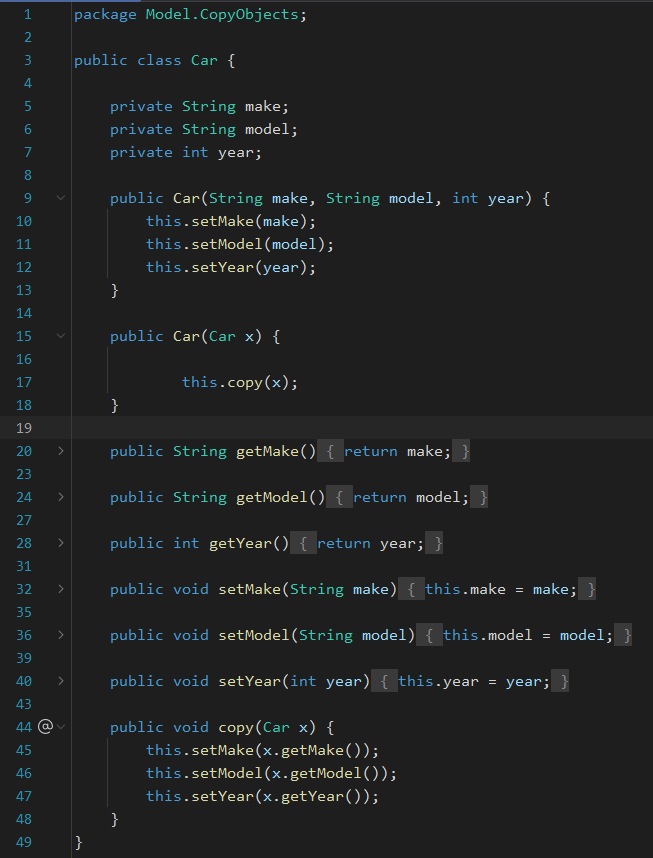 1 package Model.CopyObjects;
2
3 public class Car {
4
5 private String make;
6 private String model;
7 private int year;
8
9 public Car(String make, String model, int year) {
10 this.setMake(make);
11 this.setModel(model);
12 this.setYear(year);
13 }
14
15 public Car(Car x) {
16
17 this.copy(x);
18 }
19
20 public String getMake() { return make; }
23
24 public String getModel() { return model; }
27
28 public int getYear() { return year; }
31
32 public void setMake(String make) { this.make = make; }
35
36 public void setModel(String model) { this.model = model; }
39
40 public void setYear(int year) { this.year = year; }
43
44 @ public void copy(Car x) {
45 this.setMake(x.getMake());
46 this.setModel(x.getModel());
47 this.setYear(x.getYear());
48 }
49 }